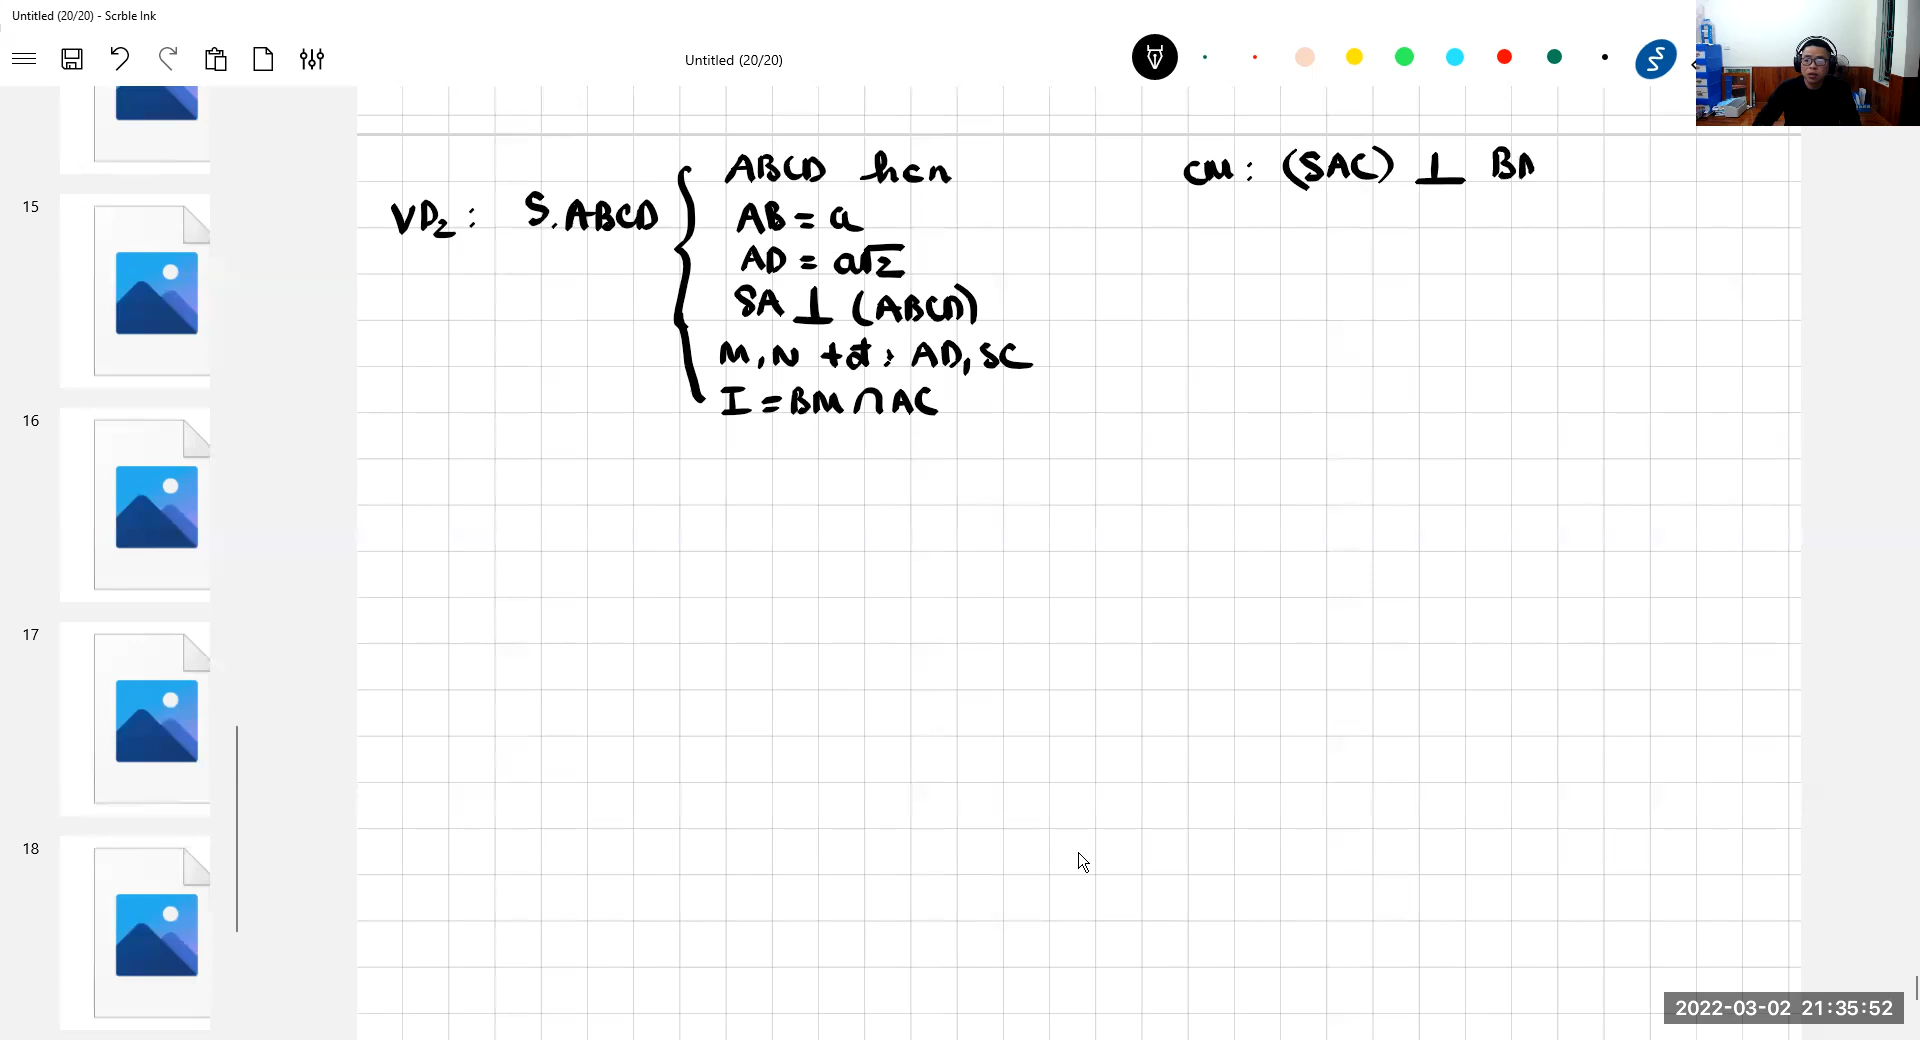 Untitled (20/20) - Scrble Ink
Untitled (20/20)
VD₂ : S.ABCD
ABCD hcn
AB = a
AD = a√2
SA ⊥ (ABCD)
M, N tđ : AD, SC
I = BM ∩ AC
CM : (SAC) ⊥ BM
15
16
17
18
2022-03-02 21:35:52